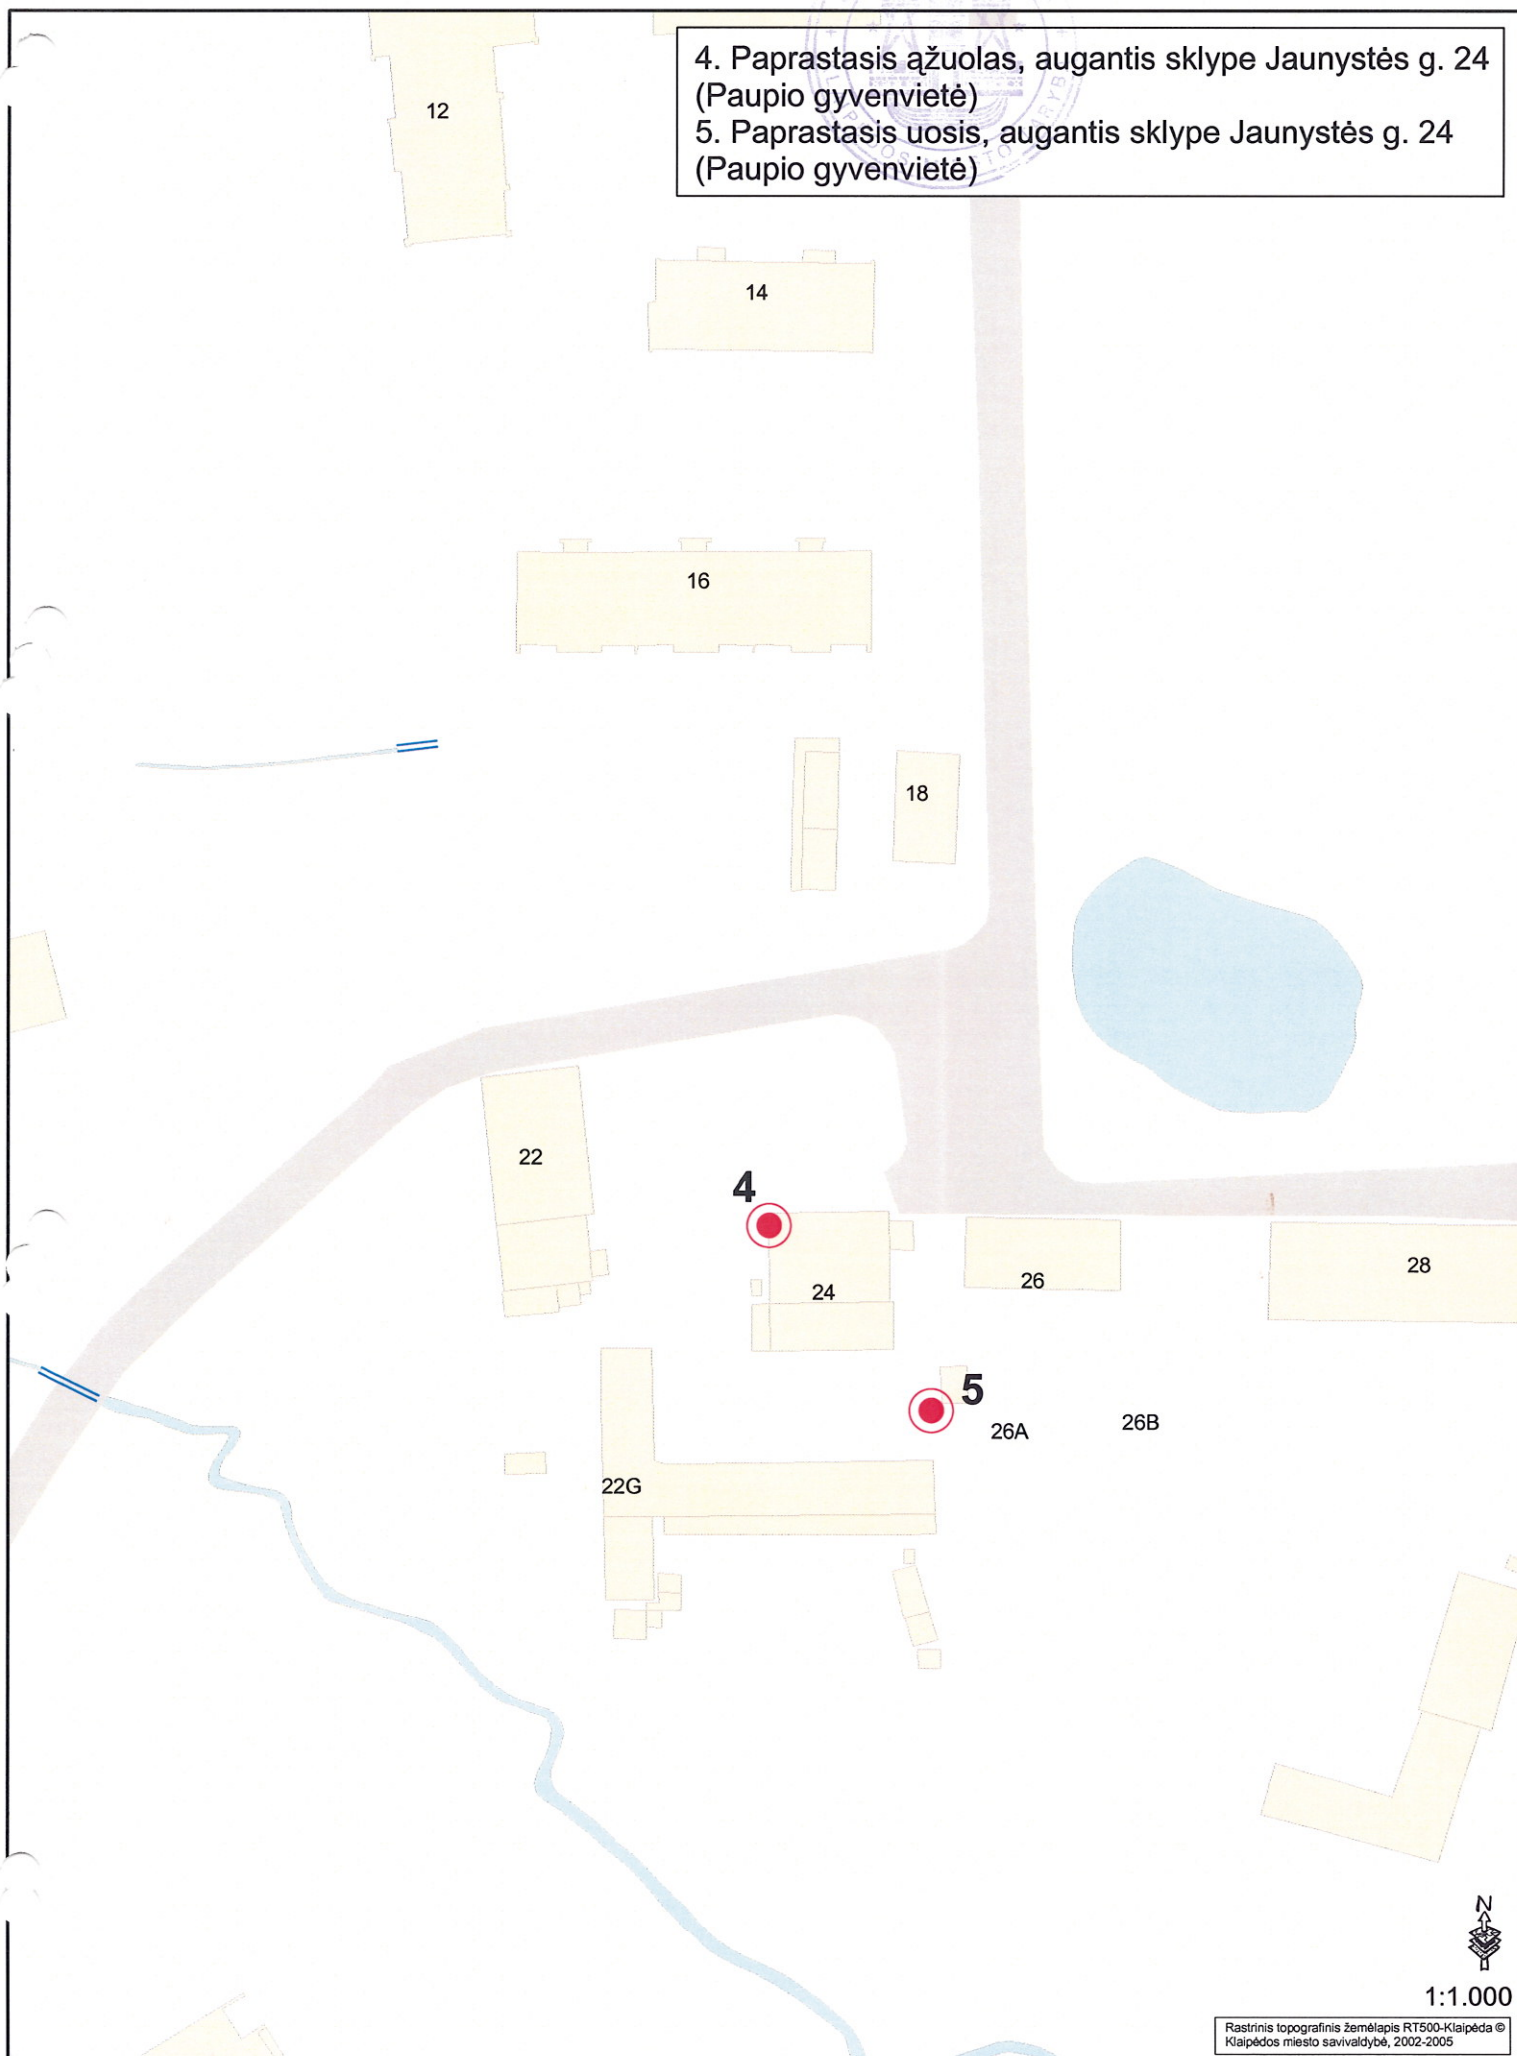 4. Paprastasis ąžuolas, augantis sklype Jaunystės g. 24
(Paupio gyvenvietė)
5. Paprastasis uosis, augantis sklype Jaunystės g. 24
(Paupio gyvenvietė)
12
14
16
18
22
4
24
26
28
5
26A
26B
22G
N
1:1.000
Rastrinis topografinis žemėlapis RT500-Klaipėda ©
Klaipėdos miesto savivaldybė, 2002-2005